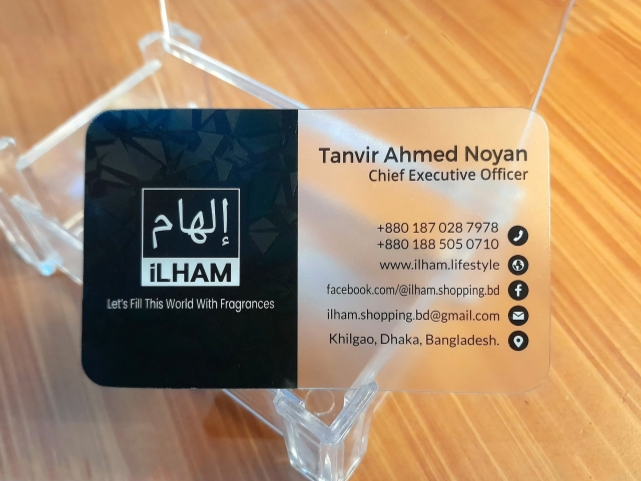 إلهام
iLHAM
Let's Fill This World With Fragrances
Tanvir Ahmed Noyan
Chief Executive Officer
+880 187 028 7978
+880 188 505 0710
www.ilham.lifestyle
facebook.com/@ilham.shopping.bd
ilham.shopping.bd@gmail.com
Khilgao, Dhaka, Bangladesh.